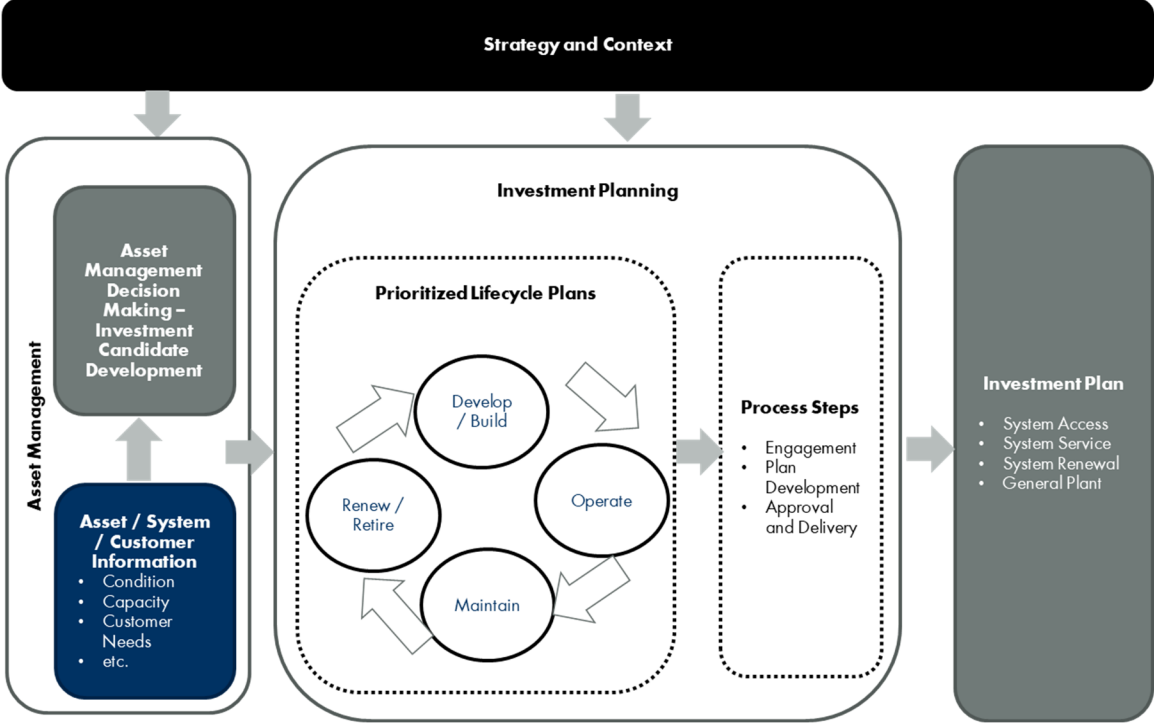 Strategy and Context
Asset Management
Asset
Management
Decision
Making –
Investment
Candidate
Development
Asset / System
/ Customer
Information
• Condition
• Capacity
• Customer
Needs
• etc.
Investment Planning
Prioritized Lifecycle Plans
Develop
/ Build
Operate
Maintain
Renew /
Retire
Process Steps
• Engagement
• Plan
Development
• Approval
and Delivery
Investment Plan
• System Access
• System Service
• System Renewal
• General Plant